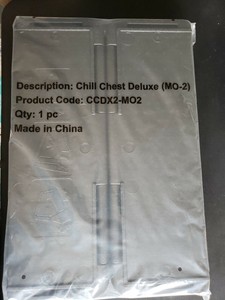 Description: Chill Chest Deluxe (MO-2)
Product Code: CCDX2-MO2
Qty: 1 pc
Made in China